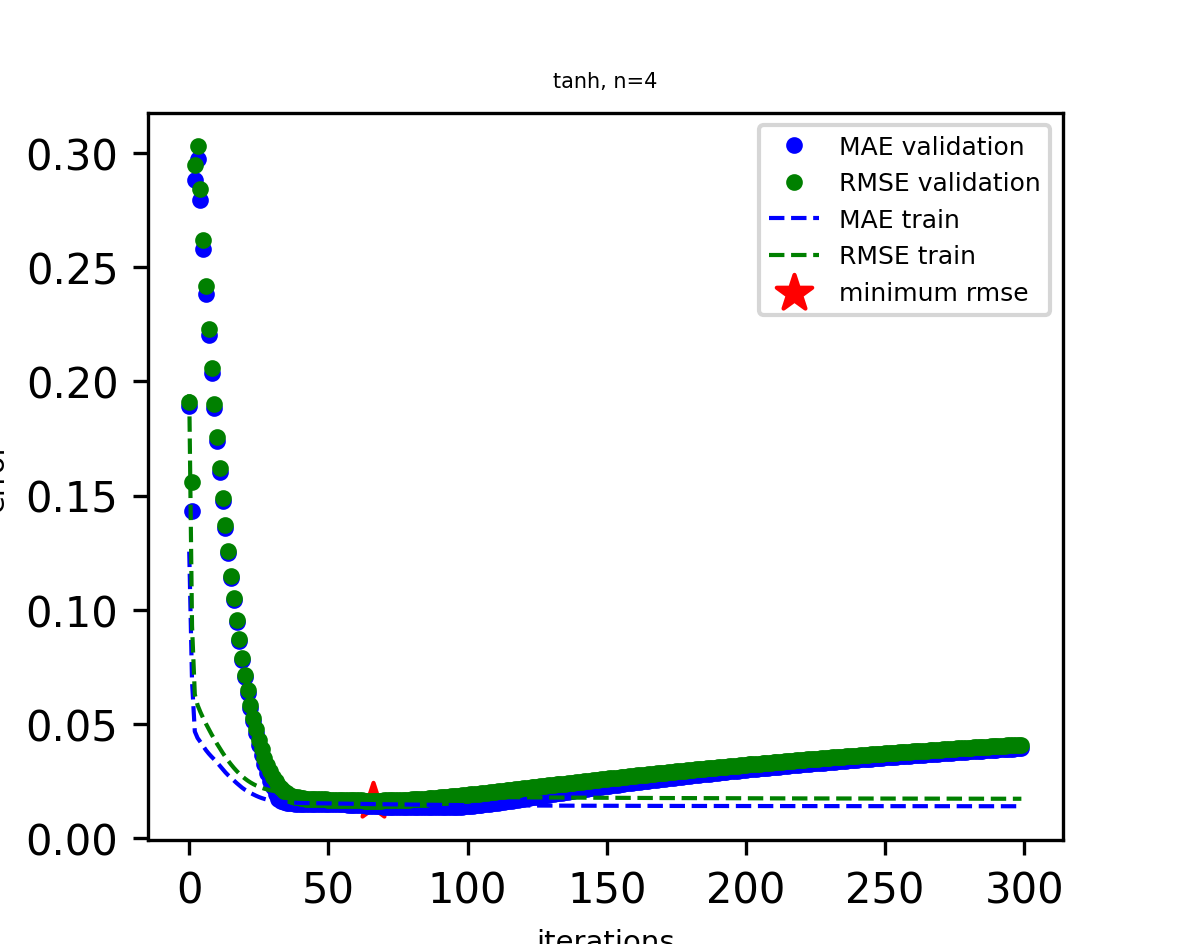 tanh, n=4
0.30
0.25
0.20
0.15
0.10
0.05
0.00
MAE validation
RMSE validation
MAE train
RMSE train
minimum rmse
0 50 100 150 200 250 300
iterations